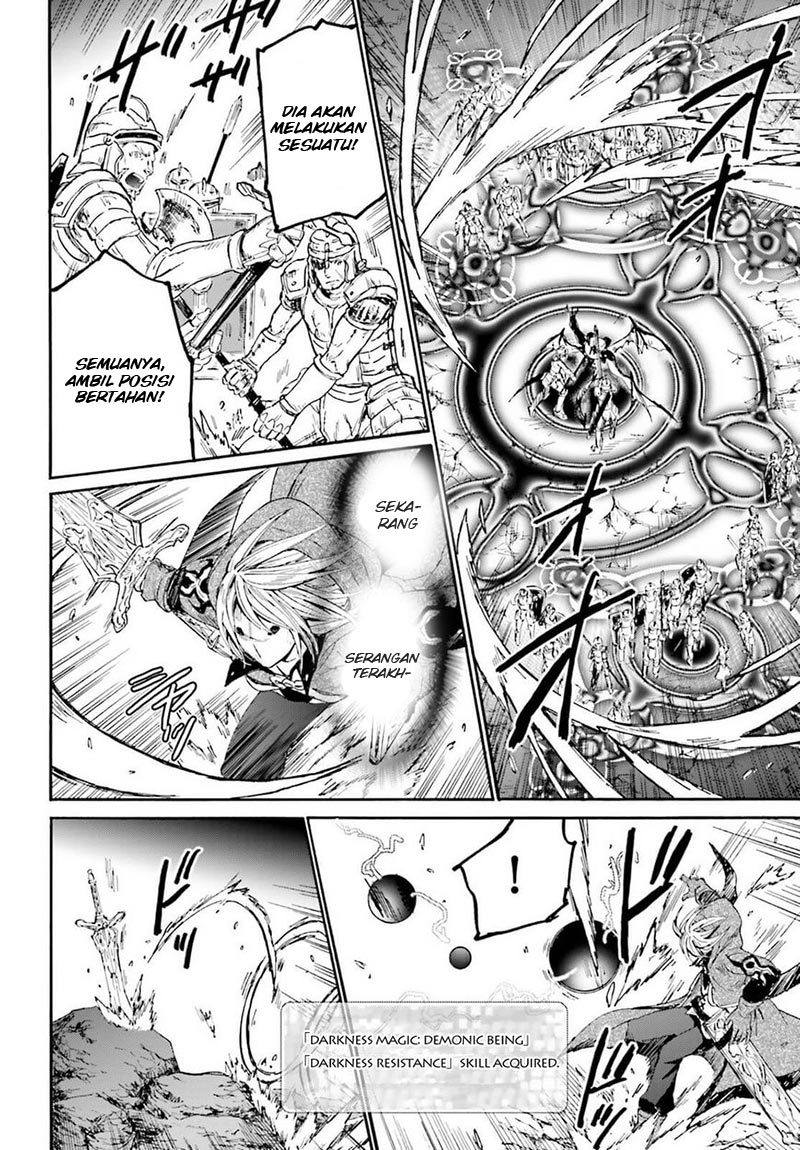 DIA AKAN
MELAKUKAN
SESUATU!
SEMUANYA,
AMBIL POSISI
BERTAHAN!
SEKA-
RANG
SERANGAN
TERAKH-
!
「DARKNESS MAGIC: DEMONIC BEING」
「DARKNESS RESISTANCE」 SKILL ACQUIRED.